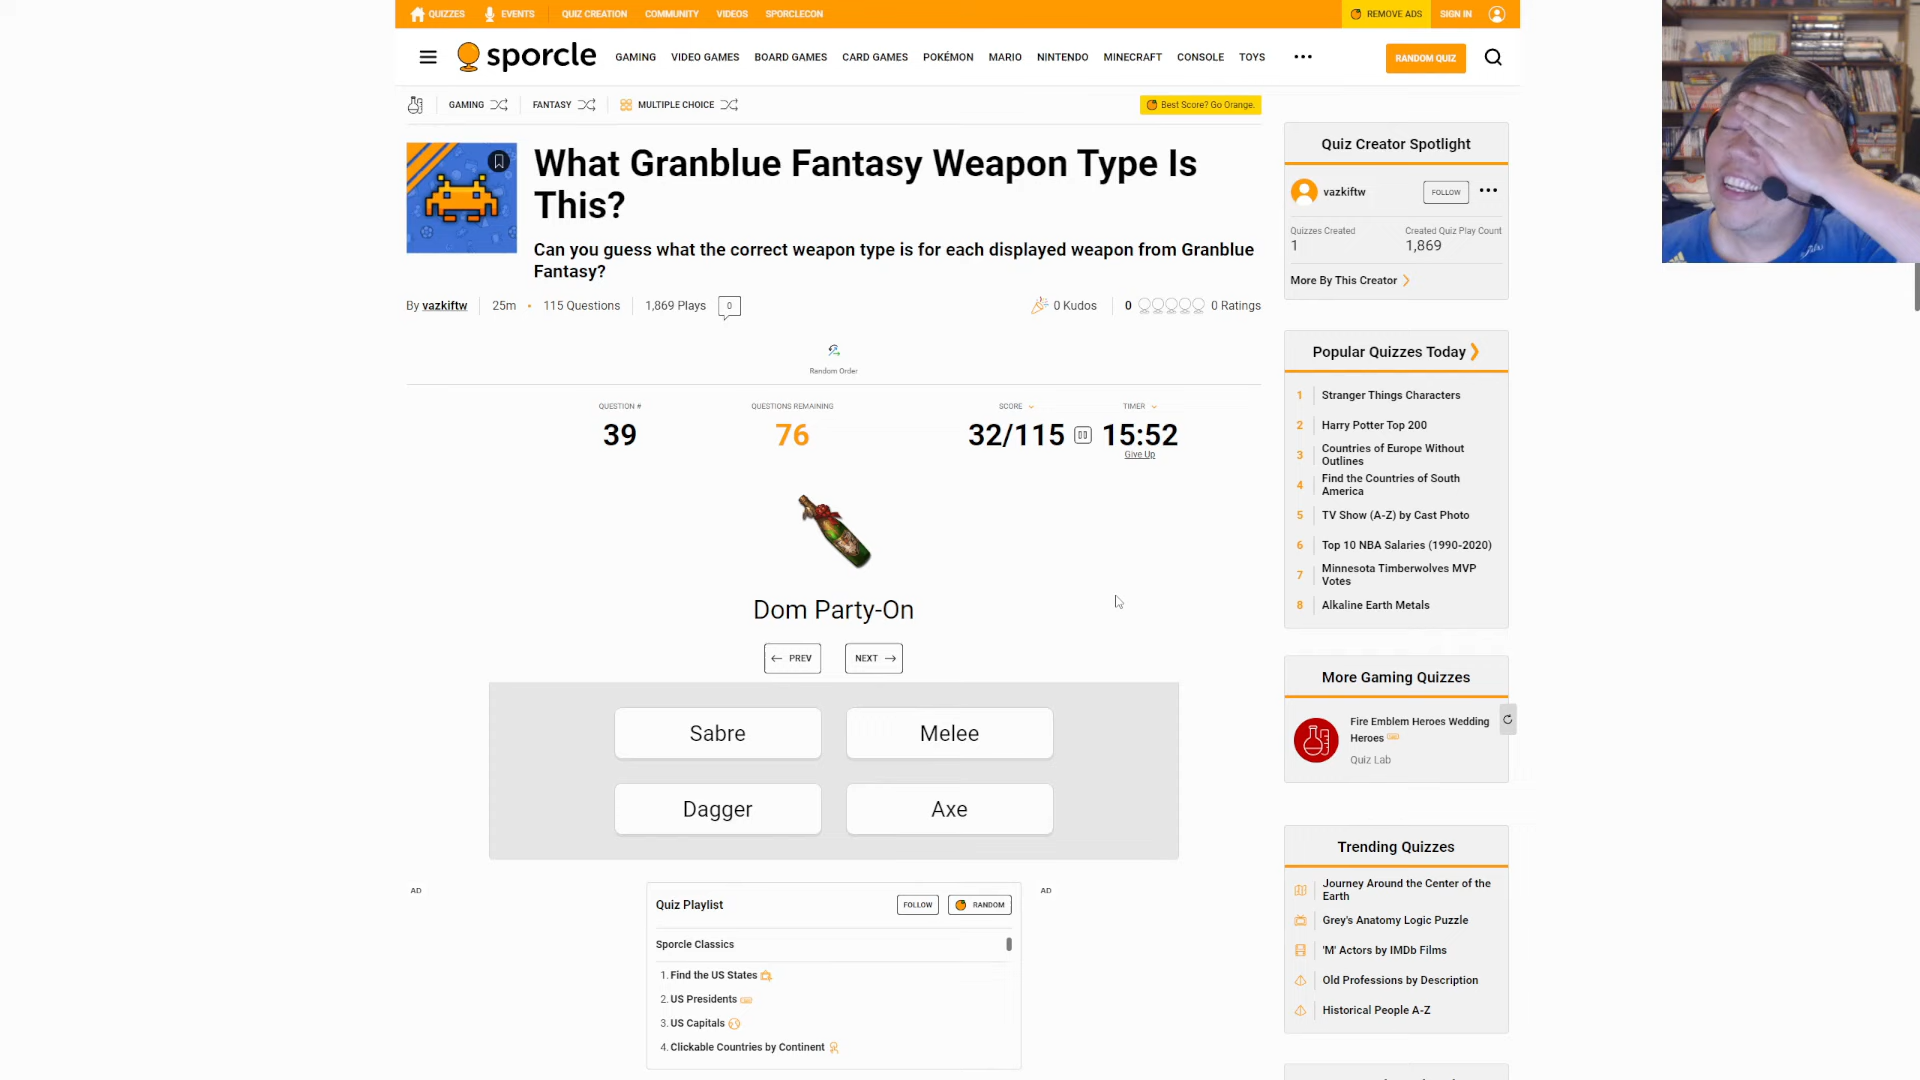 QUIZZES EVENTS QUIZ CREATION COMMUNITY VIDEOS SPORCLECON REMOVE ADS SIGN IN
sporcle GAMING VIDEO GAMES BOARD GAMES CARD GAMES POKÉMON MARIO NINTENDO MINECRAFT CONSOLE TOYS ••• RANDOM QUIZ
GAMING FANTASY MULTIPLE CHOICE Best Score? Go Orange.
What Granblue Fantasy Weapon Type Is
This?
Can you guess what the correct weapon type is for each displayed weapon from Granblue
Fantasy?
By vazkiftw 25m • 115 Questions 1,869 Plays 0 0 Kudos 0 0 Ratings
Random Order
QUESTION # QUESTIONS REMAINING SCORE TIMER
39 76 32/115 15:52
Give Up
Dom Party-On
← PREV NEXT →
Sabre Melee
Dagger Axe
AD AD
Quiz Playlist FOLLOW RANDOM
Sporcle Classics
1. Find the US States
2. US Presidents
3. US Capitals
4. Clickable Countries by Continent
Quiz Creator Spotlight
vazkiftw FOLLOW •••
Quizzes Created Created Quiz Play Count
1 1,869
More By This Creator
Popular Quizzes Today
1 Stranger Things Characters
2 Harry Potter Top 200
3 Countries of Europe Without
Outlines
4 Find the Countries of South
America
5 TV Show (A-Z) by Cast Photo
6 Top 10 NBA Salaries (1990-2020)
7 Minnesota Timberwolves MVP
Votes
8 Alkaline Earth Metals
More Gaming Quizzes
Fire Emblem Heroes Wedding
Heroes
Quiz Lab
Trending Quizzes
Journey Around the Center of the
Earth
Grey's Anatomy Logic Puzzle
'M' Actors by IMDb Films
Old Professions by Description
Historical People A-Z